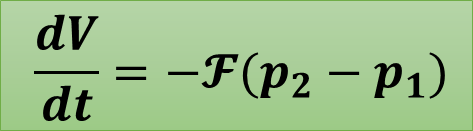 dV/dt = −ℱ(p₂ − p₁)